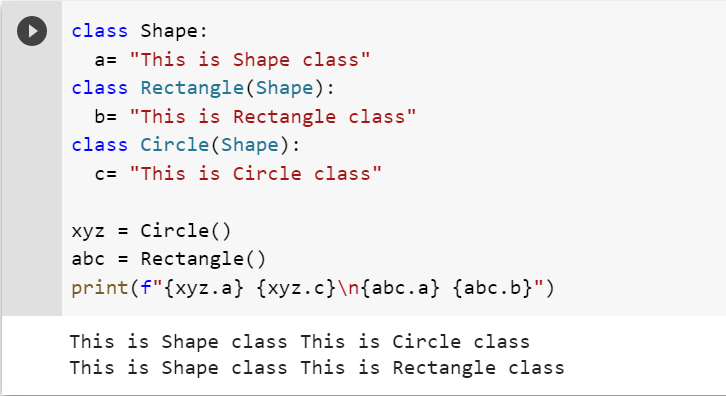 class Shape:
  a= "This is Shape class"
class Rectangle(Shape):
  b= "This is Rectangle class"
class Circle(Shape):
  c= "This is Circle class"

xyz = Circle()
abc = Rectangle()
print(f"{xyz.a} {xyz.c}\n{abc.a} {abc.b}")
This is Shape class This is Circle class
This is Shape class This is Rectangle class